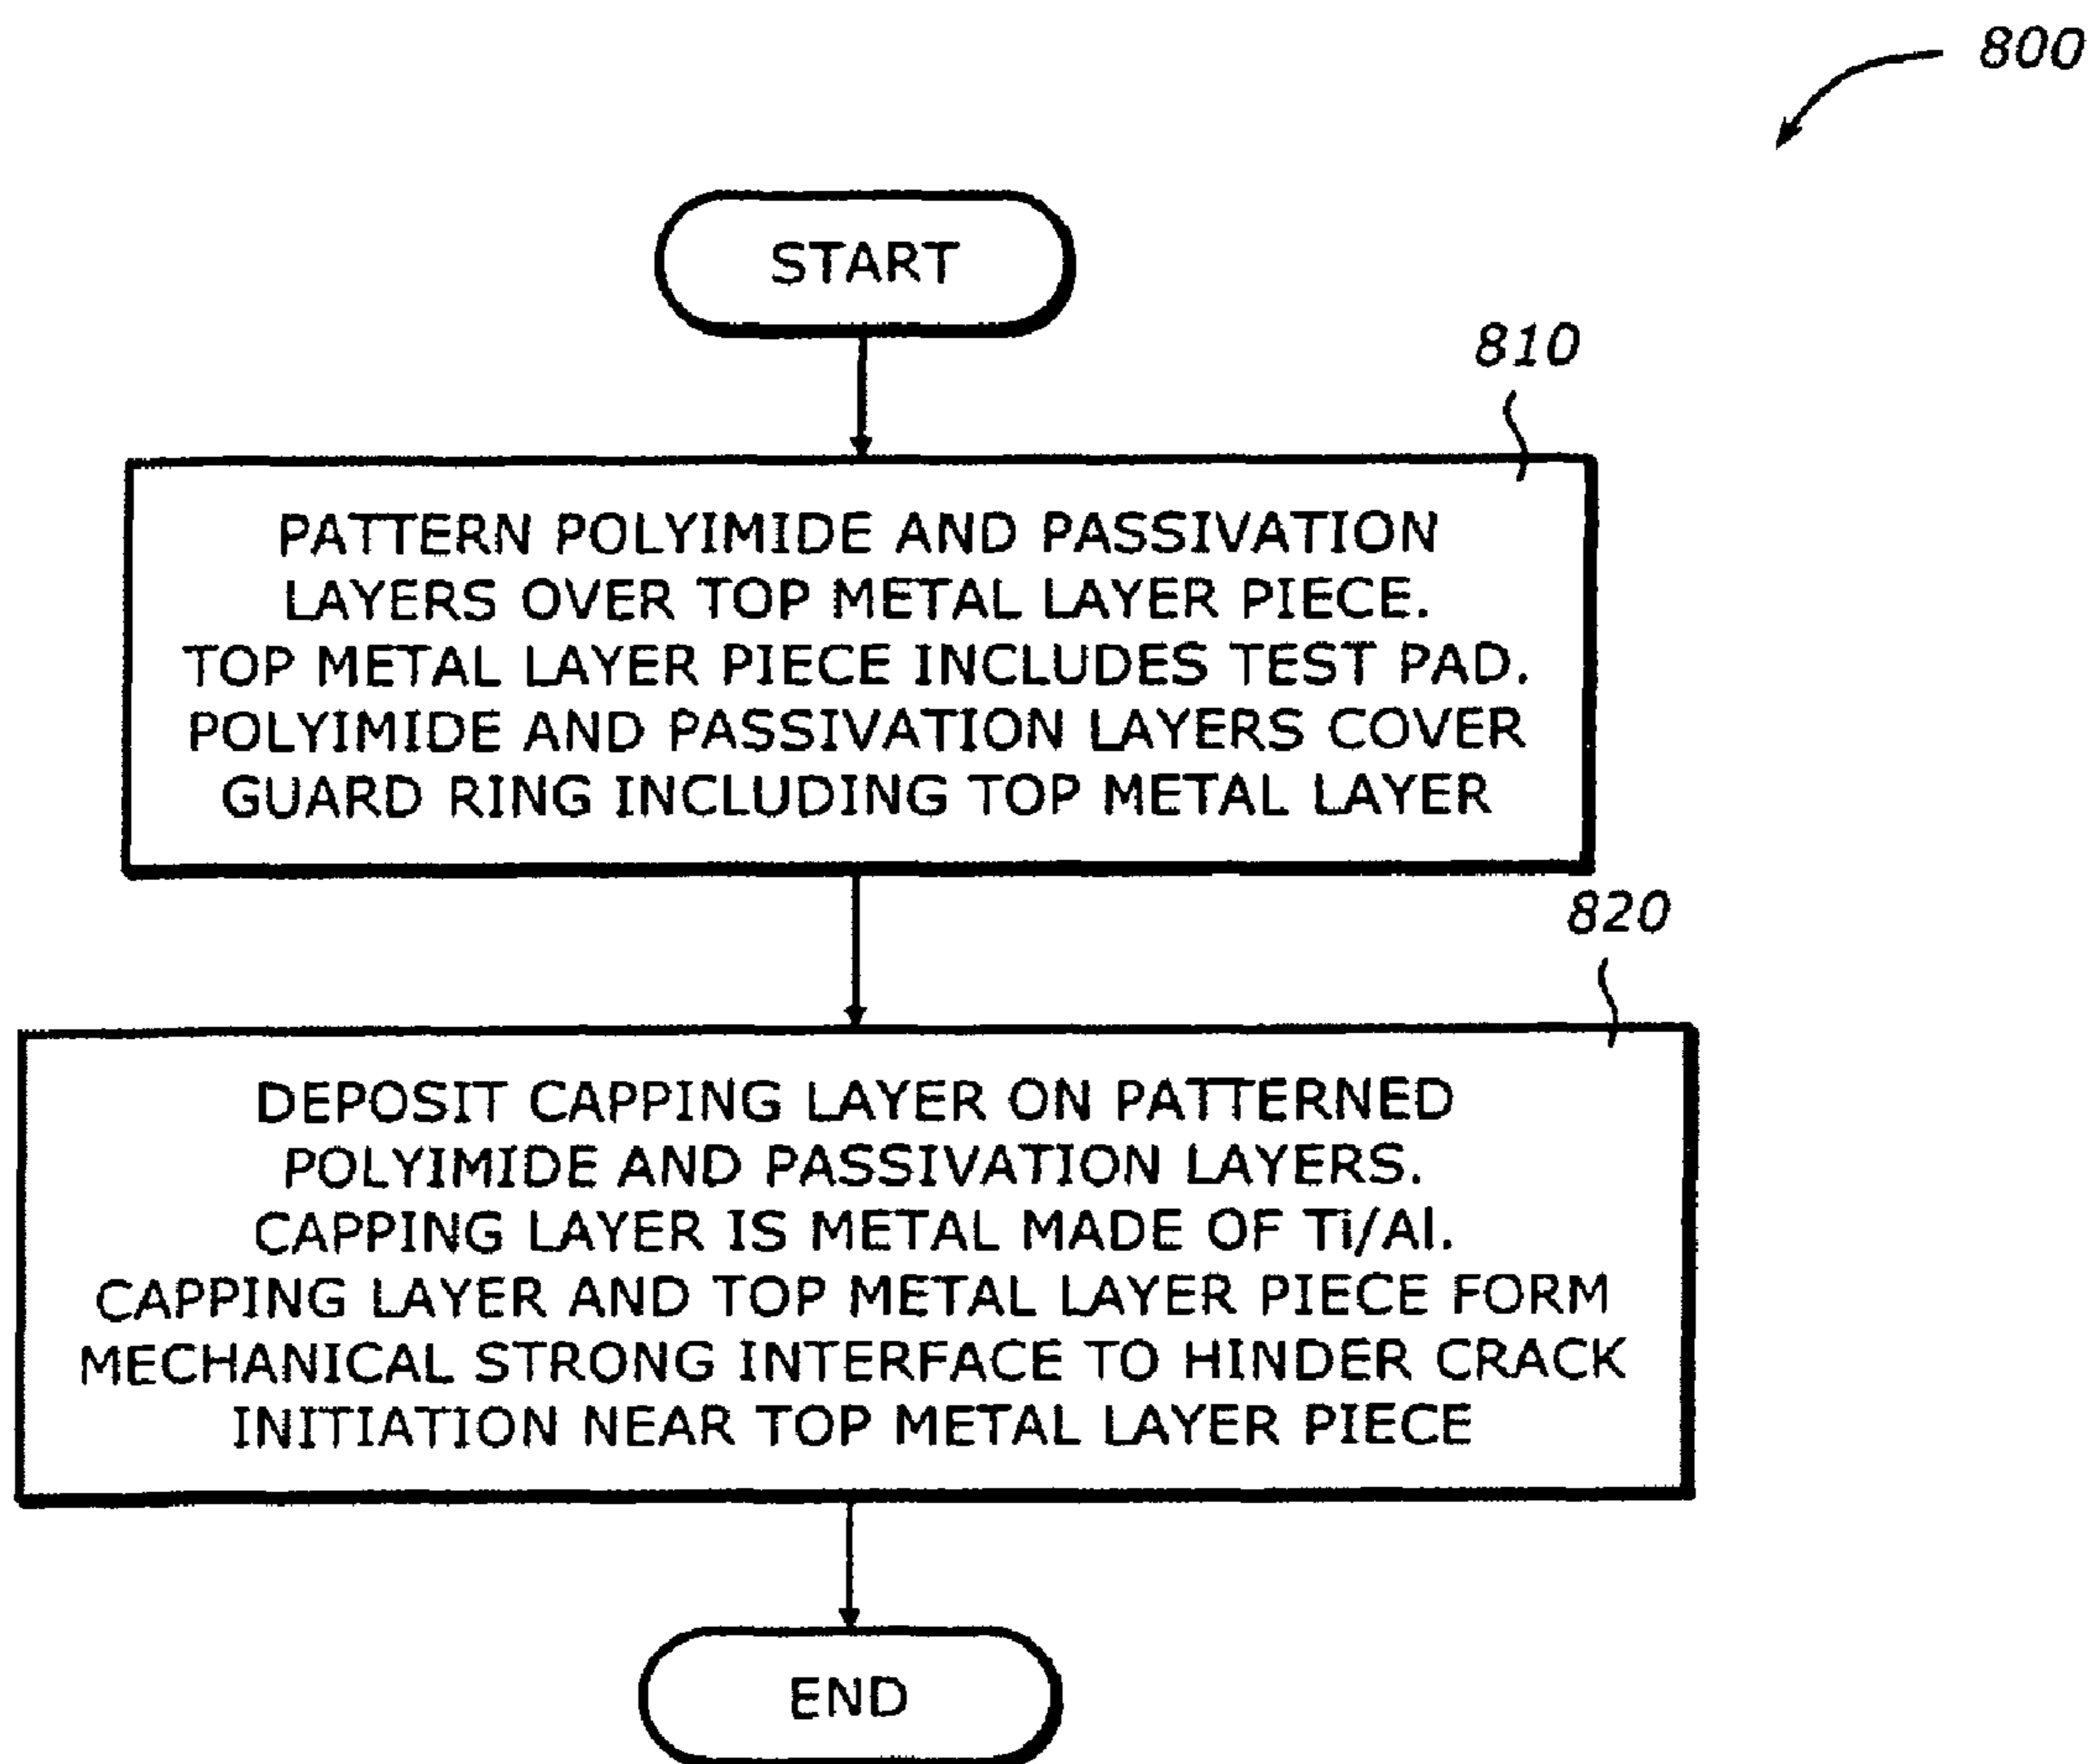 800
START
810
PATTERN POLYIMIDE AND PASSIVATION
LAYERS OVER TOP METAL LAYER PIECE.
TOP METAL LAYER PIECE INCLUDES TEST PAD.
POLYIMIDE AND PASSIVATION LAYERS COVER
GUARD RING INCLUDING TOP METAL LAYER
820
DEPOSIT CAPPING LAYER ON PATTERNED
POLYIMIDE AND PASSIVATION LAYERS.
CAPPING LAYER IS METAL MADE OF Ti/Al.
CAPPING LAYER AND TOP METAL LAYER PIECE FORM
MECHANICAL STRONG INTERFACE TO HINDER CRACK
INITIATION NEAR TOP METAL LAYER PIECE
END